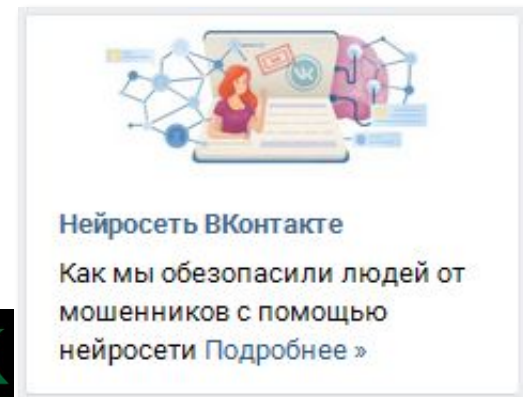 Нейросеть ВКонтакте
Как мы обезопасили людей от
мошенников с помощью
нейросети Подробнее »